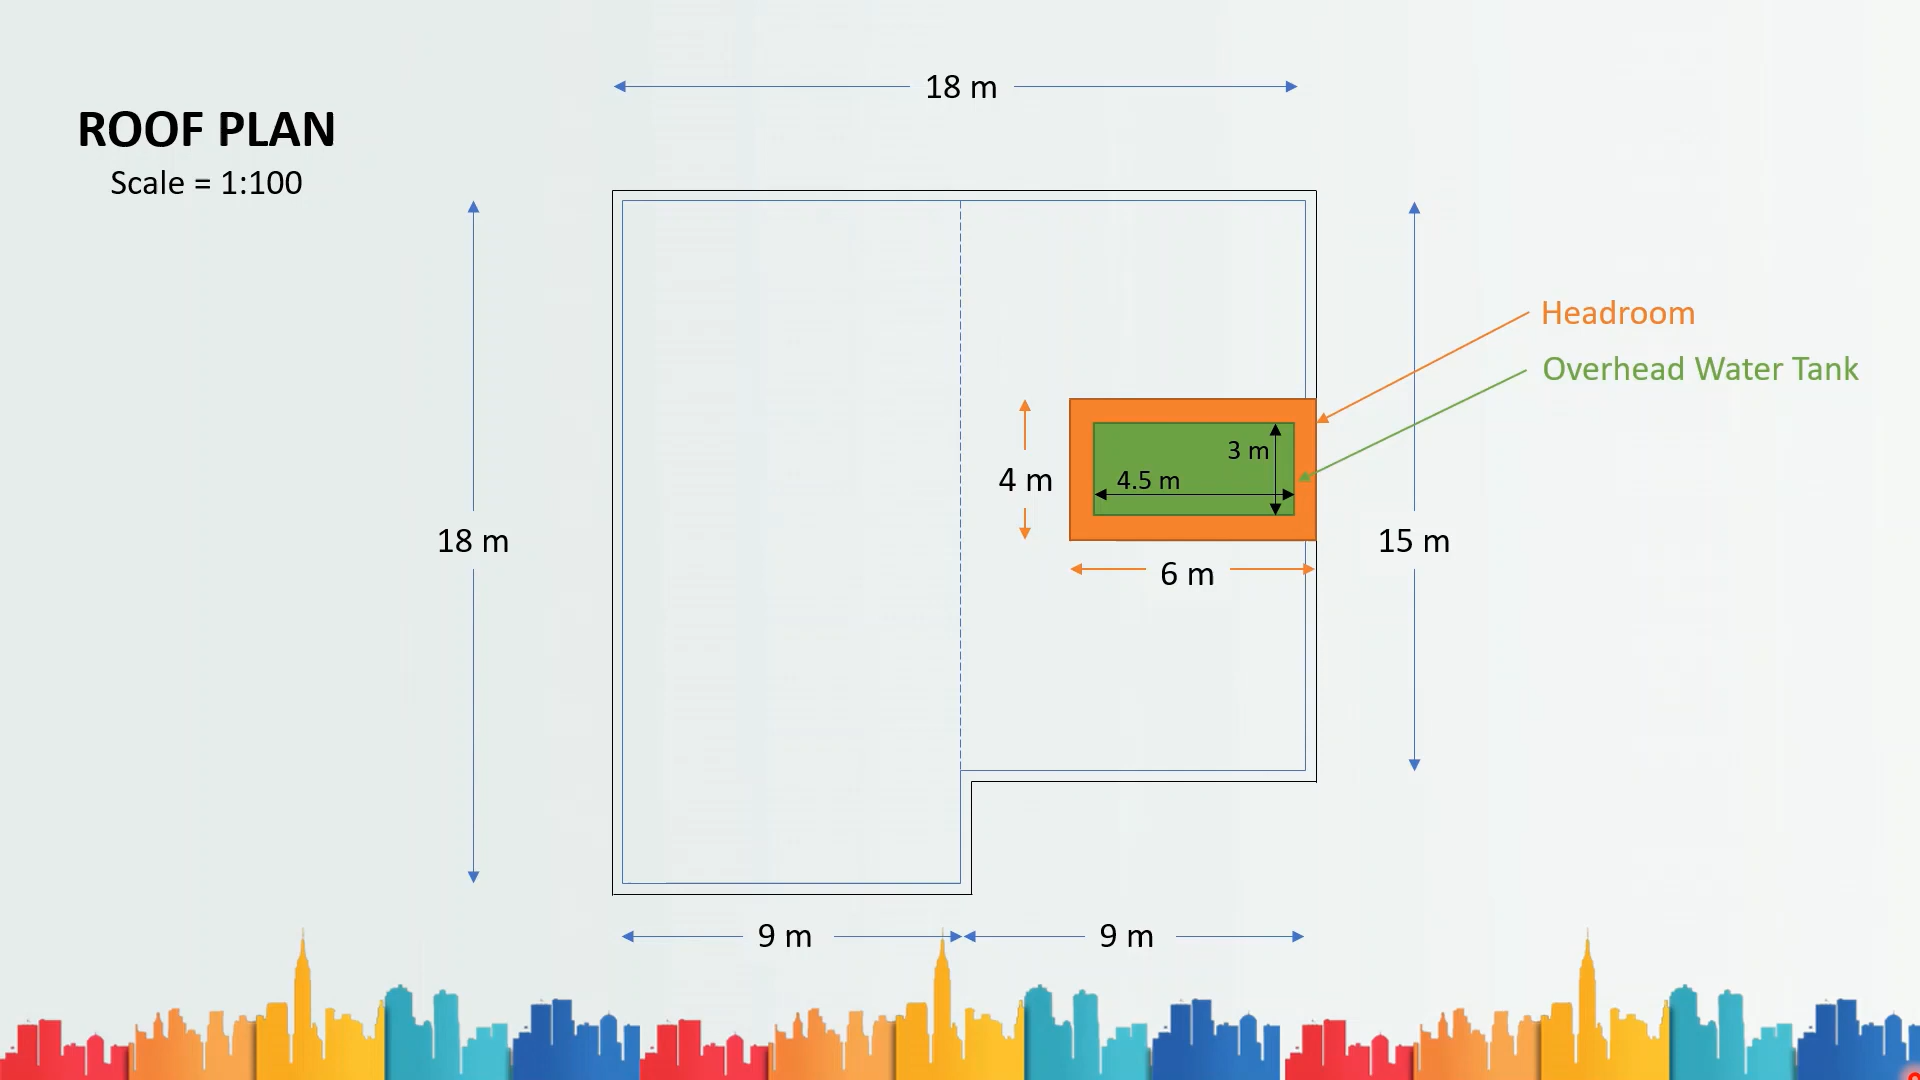 18 m
ROOF PLAN
Scale = 1:100
Headroom
Overhead Water Tank
3 m
4.5 m
4 m
18 m
15 m
6 m
9 m
9 m